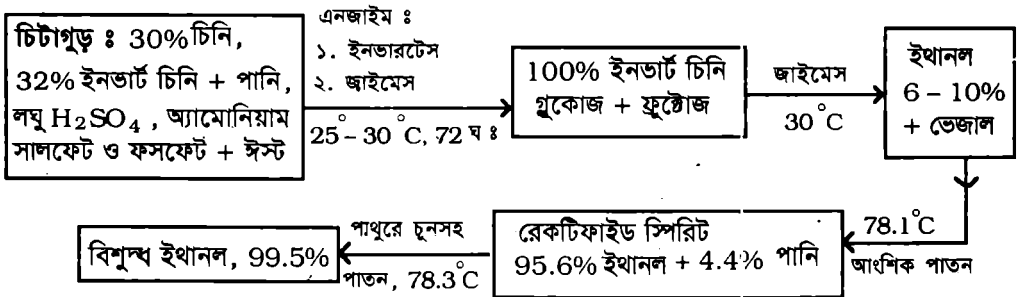 চিটাগুড় : 30% চিনি,
32% ইনভার্ট চিনি + পানি,
লঘু H₂SO₄, অ্যামোনিয়াম
সালফেট ও ফসফেট + ঈস্ট
এনজাইম :
১. ইনভারটেস
২. জাইমেস
25°– 30 °C, 72 ঘঃ
100% ইনভার্ট চিনি
গ্লুকোজ + ফ্রুক্টোজ
জাইমেস
30°C
ইথানল
6 – 10%
+ ভেজাল
78.1°C
আংশিক পাতন
রেকটিফাইড স্পিরিট
95.6% ইথানল + 4.4% পানি
পাথুরে চুনসহ
পাতন, 78.3°C
বিশুদ্ধ ইথানল, 99.5%